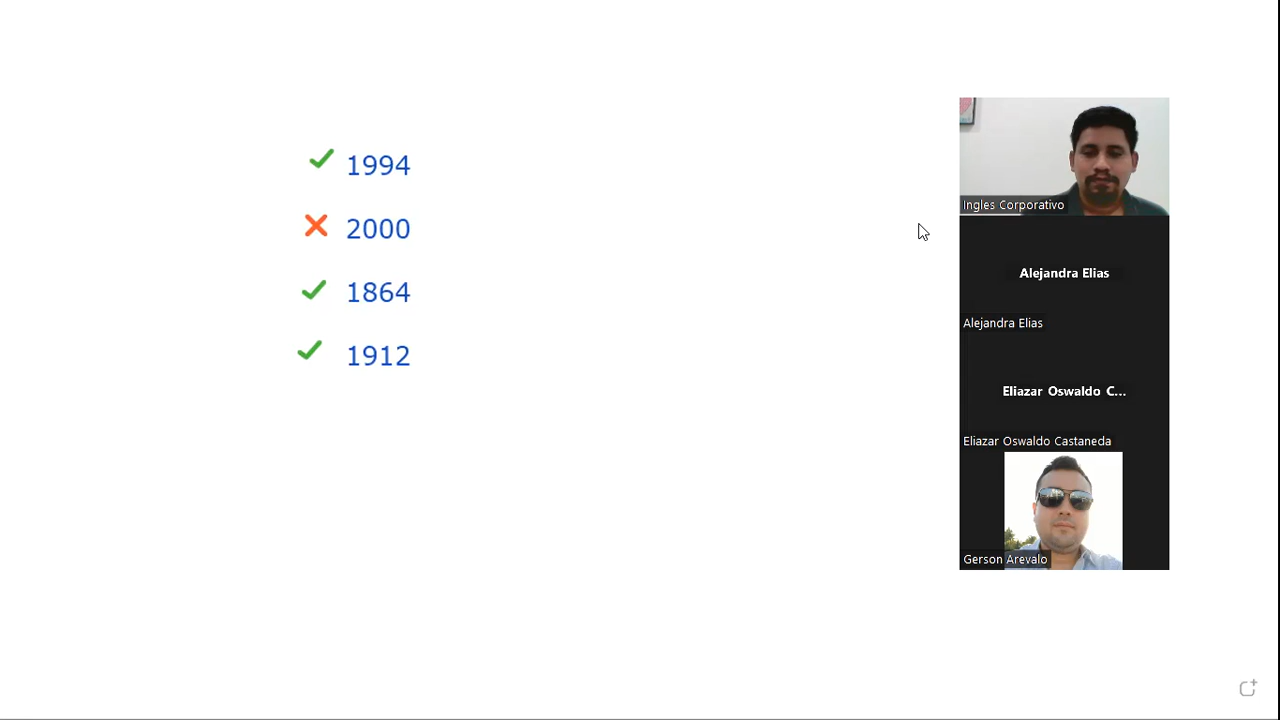 1994
2000
1864
1912
Ingles Corporativo
Alejandra Elias
Alejandra Elias
Eliazar Oswaldo C...
Eliazar Oswaldo Castaneda
Gerson Arevalo